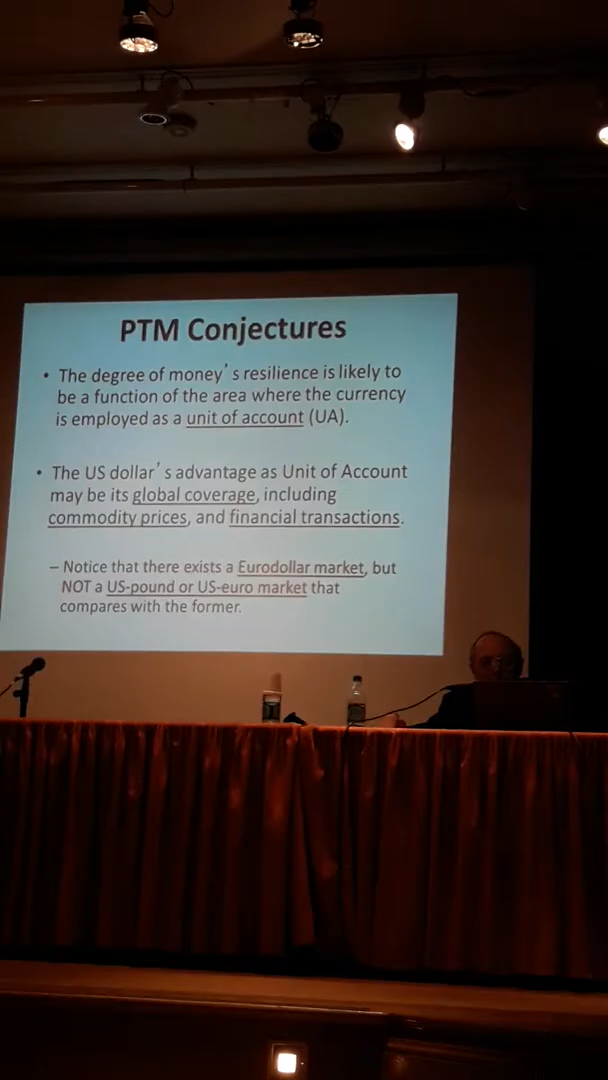 PTM Conjectures
• The degree of money's resilience is likely to
be a function of the area where the currency
is employed as a unit of account (UA).
• The US dollar's advantage as Unit of Account
may be its global coverage, including
commodity prices, and financial transactions.
– Notice that there exists a Eurodollar market, but
NOT a US-pound or US-euro market that
compares with the former.